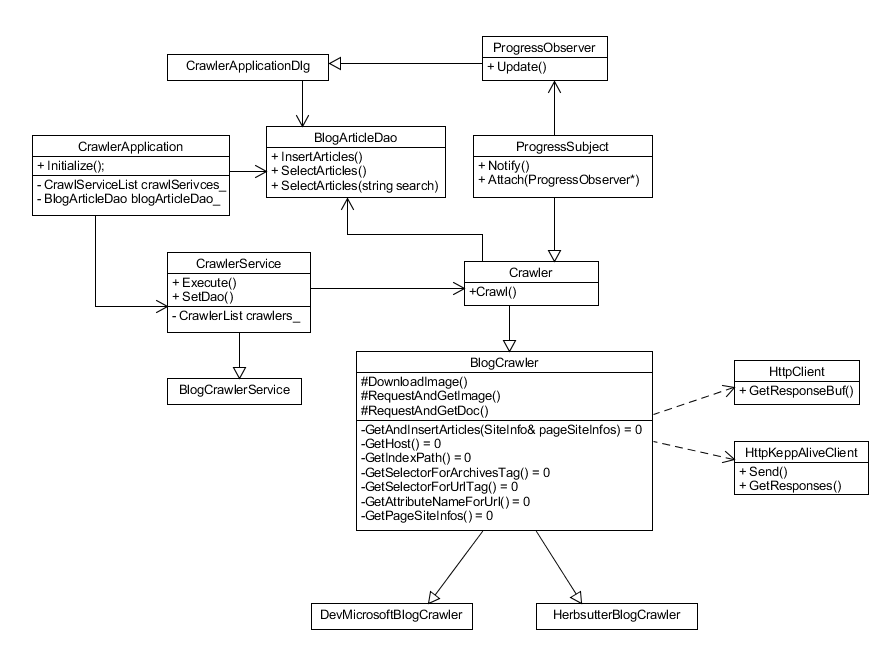 ProgressObserver
+ Update()
CrawlerApplicationDlg
BlogArticleDao
+ InsertArticles()
+ SelectArticles()
+ SelectArticles(string search)
CrawlerApplication
+ Initialize();
- CrawlServiceList crawlSerivces_
- BlogArticleDao blogArticleDao_
ProgressSubject
+ Notify()
+ Attach(ProgressObserver*)
CrawlerService
+ Execute()
+ SetDao()
- CrawlerList crawlers_
Crawler
+Crawl()
BlogCrawlerService
BlogCrawler
#DownloadImage()
#RequestAndGetImage()
#RequestAndGetDoc()
-GetAndInsertArticles(SiteInfo& pageSiteInfos) = 0
-GetHost() = 0
-GetIndexPath() = 0
-GetSelectorForArchivesTag() = 0
-GetSelectorForUrlTag() = 0
-GetAttributeNameForUrl() = 0
-GetPageSiteInfos() = 0
HttpClient
+ GetResponseBuf()
HttpKeppAliveClient
+ Send()
+ GetResponses()
DevMicrosoftBlogCrawler
HerbsutterBlogCrawler